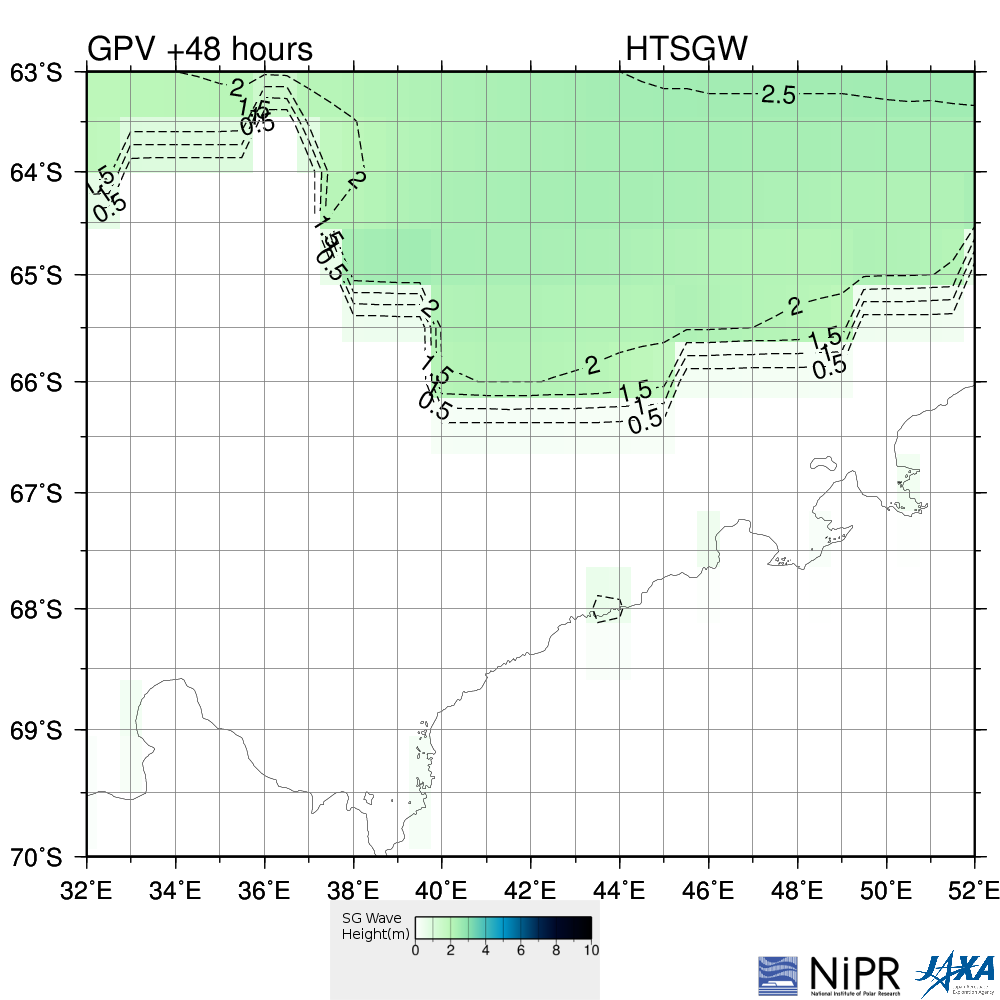 GPV +48 hours HTSGW
63˚S
64˚S
65˚S
66˚S
67˚S
68˚S
69˚S
70˚S
2
2.5
1.5
1
0.5
2
1.5
1
0.5
1.5
1
0.5
2
2
2
1.5
1
0.5
1.5
1
0.5
1.5
1
0.5
32˚E 34˚E 36˚E 38˚E 40˚E 42˚E 44˚E 46˚E 48˚E 50˚E 52˚E
SG Wave
Height(m)
0 2 4 6 8 10
NiPR
National Institute of Polar Research
JAXA
Japan Aerospace
Exploration Agency